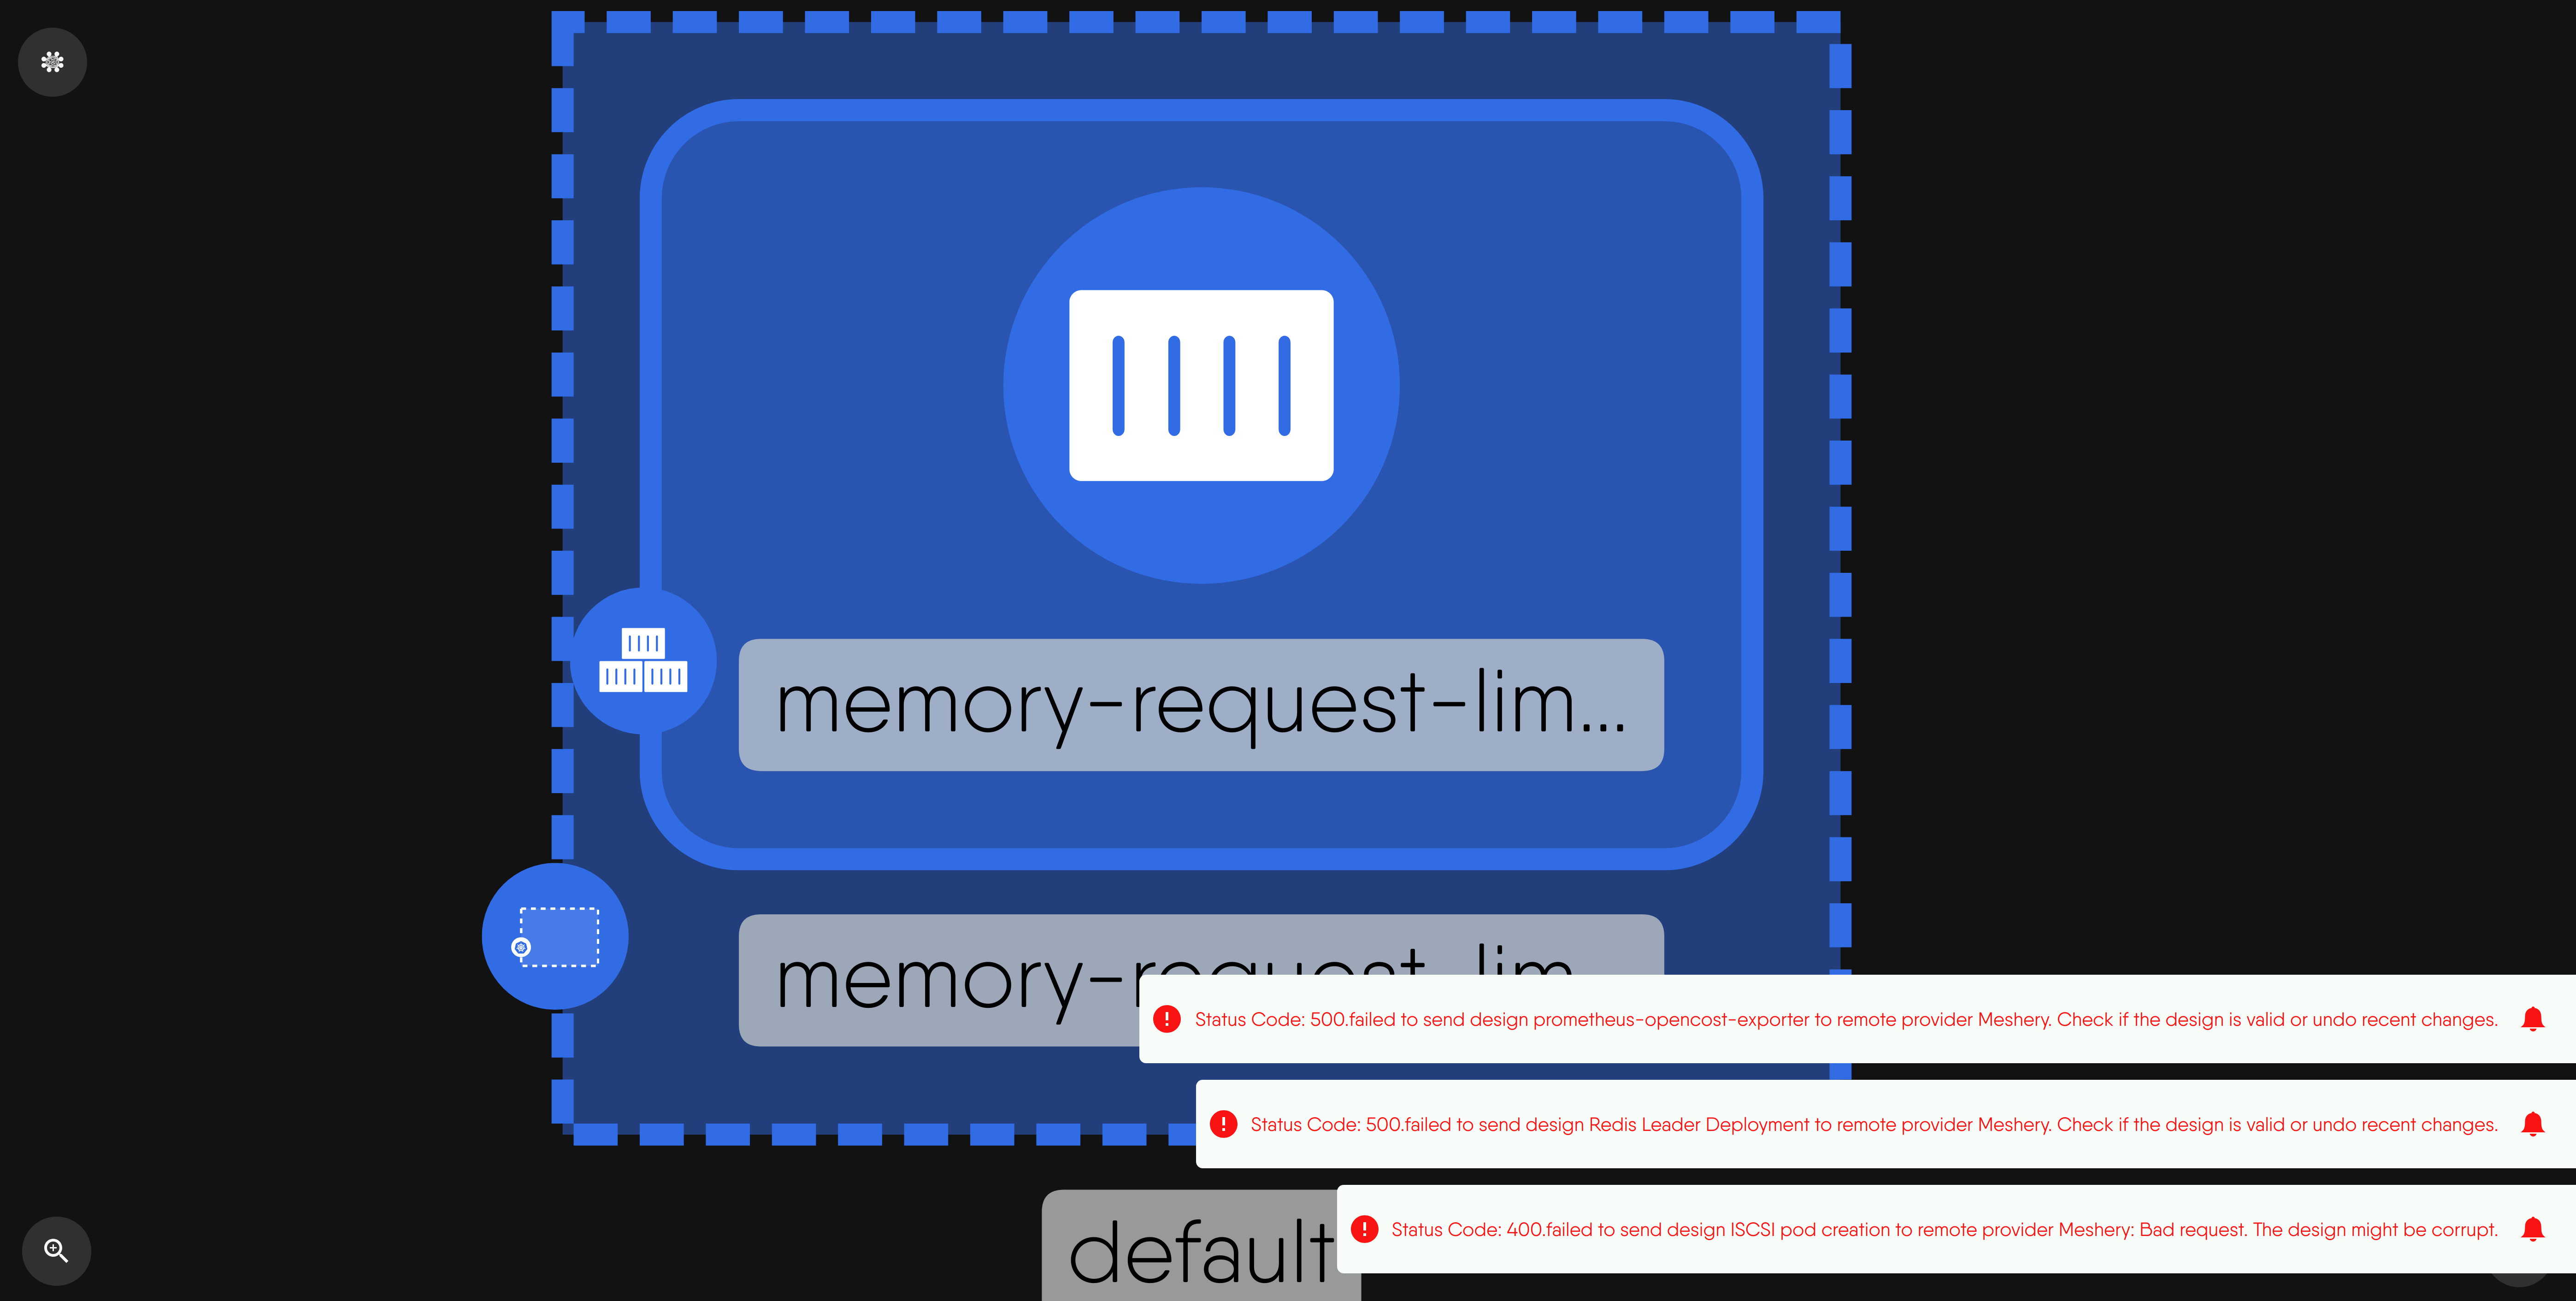 memory-request-lim...
memory-request-lim...
Status Code: 500.failed to send design prometheus-opencost-exporter to remote provider Meshery. Check if the design is valid or undo recent changes.
Status Code: 500.failed to send design Redis Leader Deployment to remote provider Meshery. Check if the design is valid or undo recent changes.
default
Status Code: 400.failed to send design ISCSI pod creation to remote provider Meshery: Bad request. The design might be corrupt.